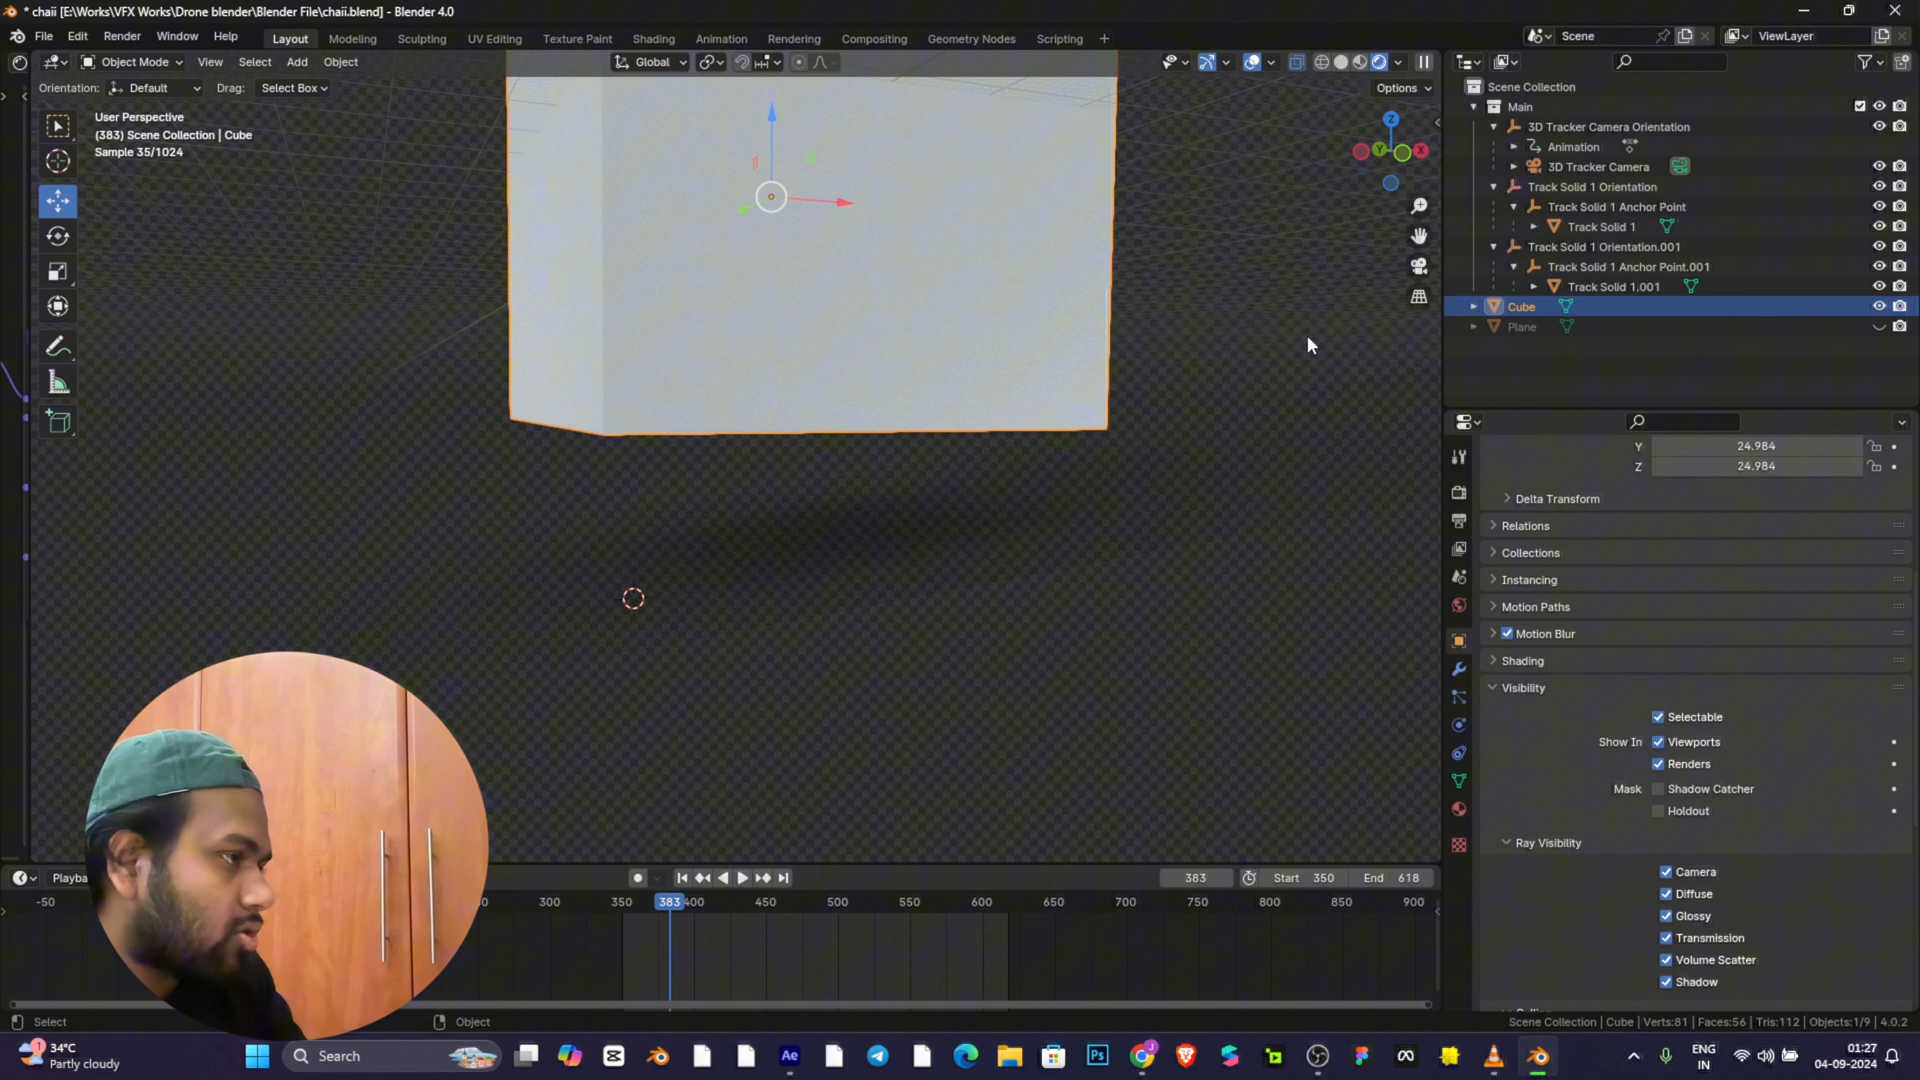 * chaii [E:\Works\VFX Works\Drone blender\Blender File\chaii.blend] - Blender 4.0
File Edit Render Window Help
Layout Modeling Sculpting UV Editing Texture Paint Shading Animation Rendering Compositing Geometry Nodes Scripting +
Scene
ViewLayer
Object Mode View Select Add Object
Global
Orientation: Default Drag: Select Box
Options
User Perspective
(383) Scene Collection | Cube
Sample 35/1024
Z
Y
X
Scene Collection
Main
3D Tracker Camera Orientation
Animation
3D Tracker Camera
Track Solid 1 Orientation
Track Solid 1 Anchor Point
Track Solid 1
Track Solid 1 Orientation.001
Track Solid 1 Anchor Point.001
Track Solid 1.001
Cube
Plane
Y 24.984
Z 24.984
Delta Transform
Relations
Collections
Instancing
Motion Paths
Motion Blur
Shading
Visibility
Selectable
Show In Viewports
Renders
Mask Shadow Catcher
Holdout
Ray Visibility
Camera
Diffuse
Glossy
Transmission
Volume Scatter
Shadow
Playba
383
Start 350 End 618
-50 300 350 383 400 450 500 550 600 650 700 750 800 850 900
Select
Object
Scene Collection | Cube | Verts:81 | Faces:56 | Tris:112 | Objects:1/9 | 4.0.2
1
34°C
Partly cloudy
Search
Ae
Ps
J
ENG
IN
01:27
04-09-2024